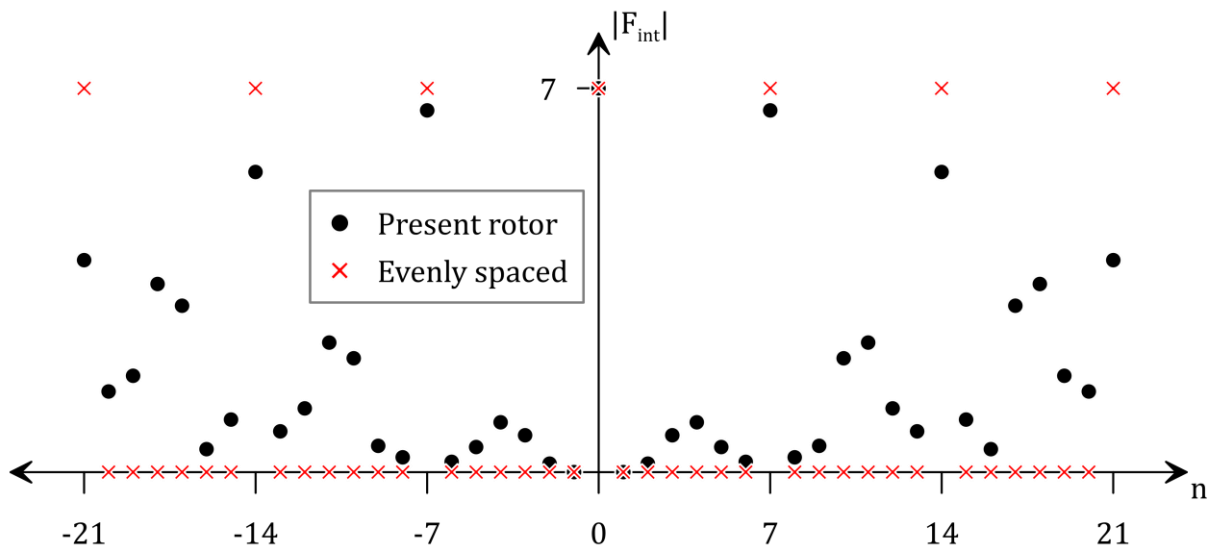 |F_int|
7
Present rotor
Evenly spaced
n
-21 -14 -7 0 7 14 21